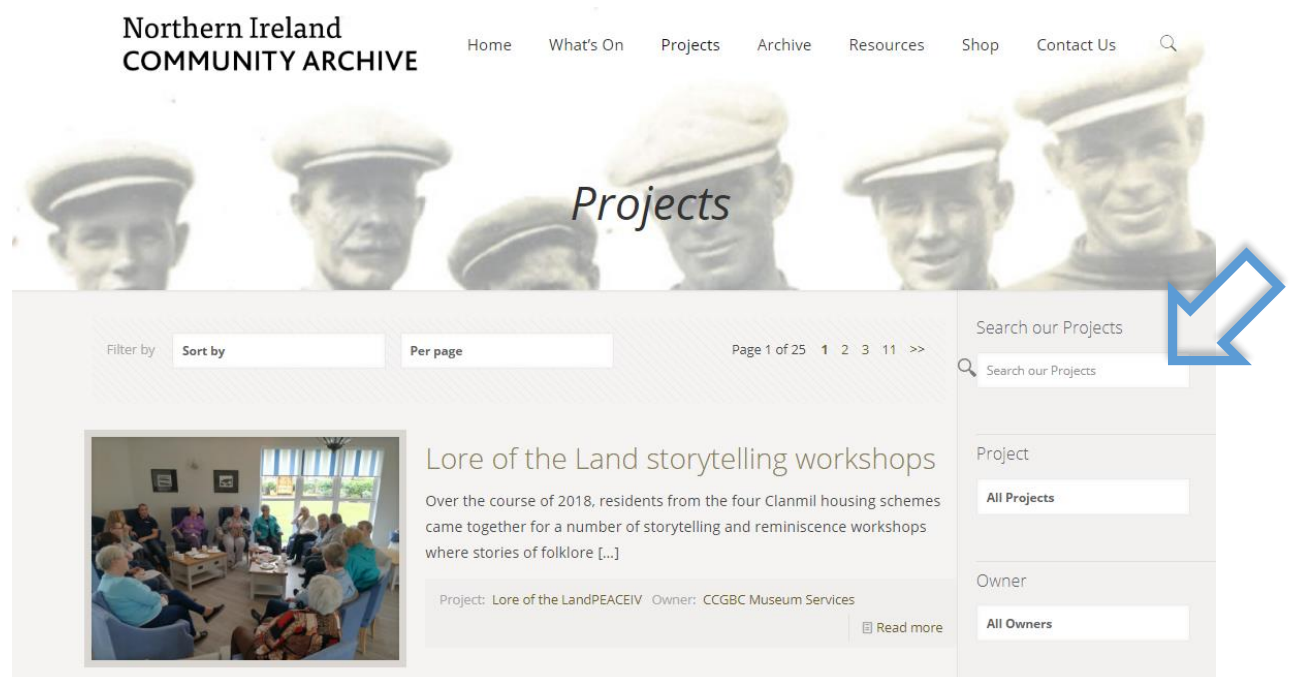 Northern Ireland
COMMUNITY ARCHIVE
Home What's On Projects Archive Resources Shop Contact Us
Projects
Filter by Sort by Per page Page 1 of 25 1 2 3 11 >>
Search our Projects
Search our Projects
Lore of the Land storytelling workshops
Over the course of 2018, residents from the four Clanmil housing schemes
came together for a number of storytelling and reminiscence workshops
where stories of folklore [...]
Project: Lore of the LandPEACEIV Owner: CCGBC Museum Services
Read more
Project
All Projects
Owner
All Owners